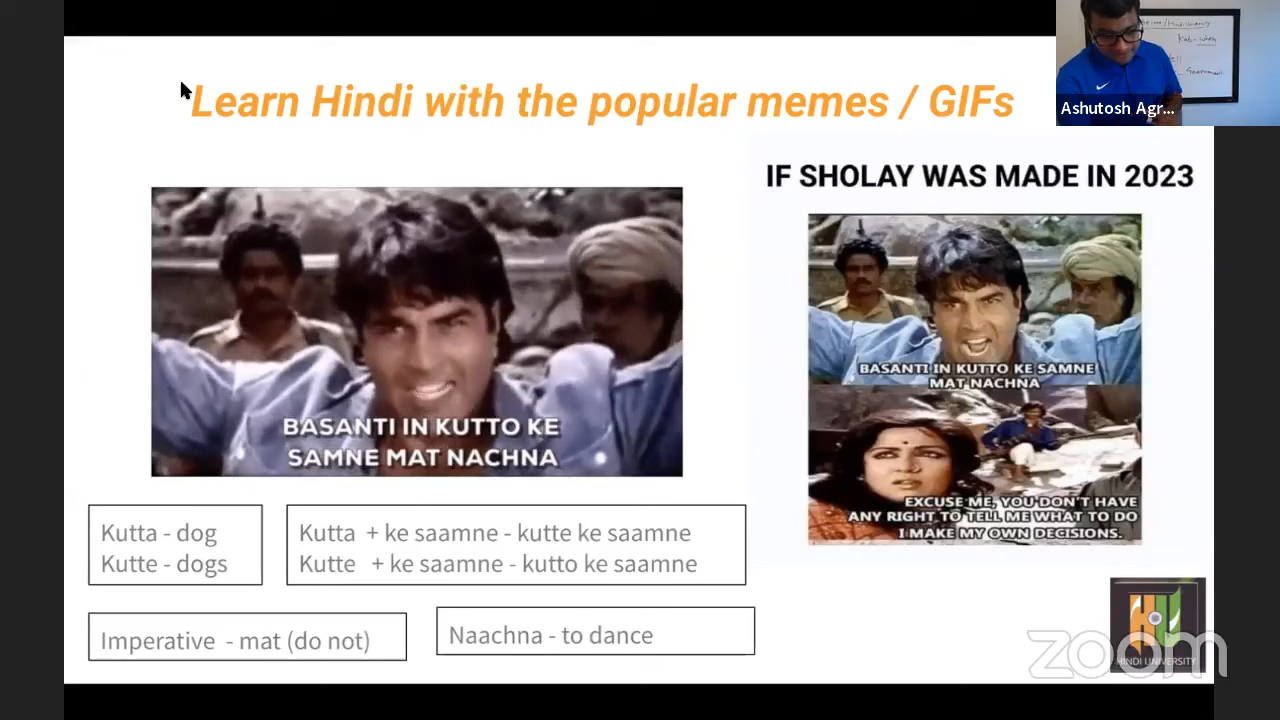 Learn Hindi with the popular memes / GIFs
Ashutosh Agr...
IF SHOLAY WAS MADE IN 2023
BASANTI IN KUTTO KE
SAMNE MAT NACHNA
BASANTI IN KUTTO KE SAMNE
MAT NACHNA
EXCUSE ME, YOU DON'T HAVE
ANY RIGHT TO TELL ME WHAT TO DO
I MAKE MY OWN DECISIONS.
Kutta - dog
Kutte - dogs
Kutta + ke saamne - kutte ke saamne
Kutte + ke saamne - kutto ke saamne
Imperative - mat (do not)
Naachna - to dance
HINDI UNIVERSITY
zoom